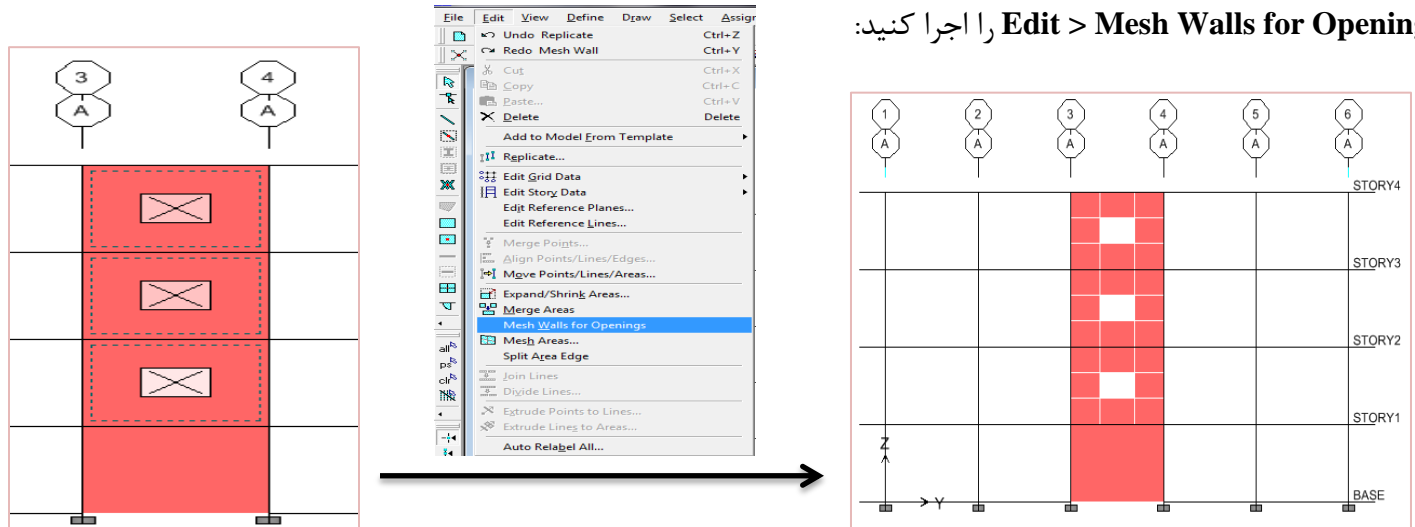 Edit > Mesh Walls for Opening را اجرا کنید:
3
4
A
A
File Edit View Define Draw Select Assign
Undo Replicate Ctrl+Z
Redo Mesh Wall Ctrl+Y
Cut Ctrl+X
Copy Ctrl+C
Paste... Ctrl+V
Delete Delete
Add to Model From Template
Replicate...
Edit Grid Data
Edit Story Data
Edit Reference Planes...
Edit Reference Lines...
Merge Points...
Align Points/Lines/Edges...
Move Points/Lines/Areas...
Expand/Shrink Areas...
Merge Areas
Mesh Walls for Openings
Mesh Areas...
Split Area Edge
Join Lines
Divide Lines...
Extrude Points to Lines...
Extrude Lines to Areas...
Auto Relabel All...
all
ps
clr
1 2 3 4 5 6
A A A A A A
STORY4
STORY3
STORY2
STORY1
Z
Y
BASE